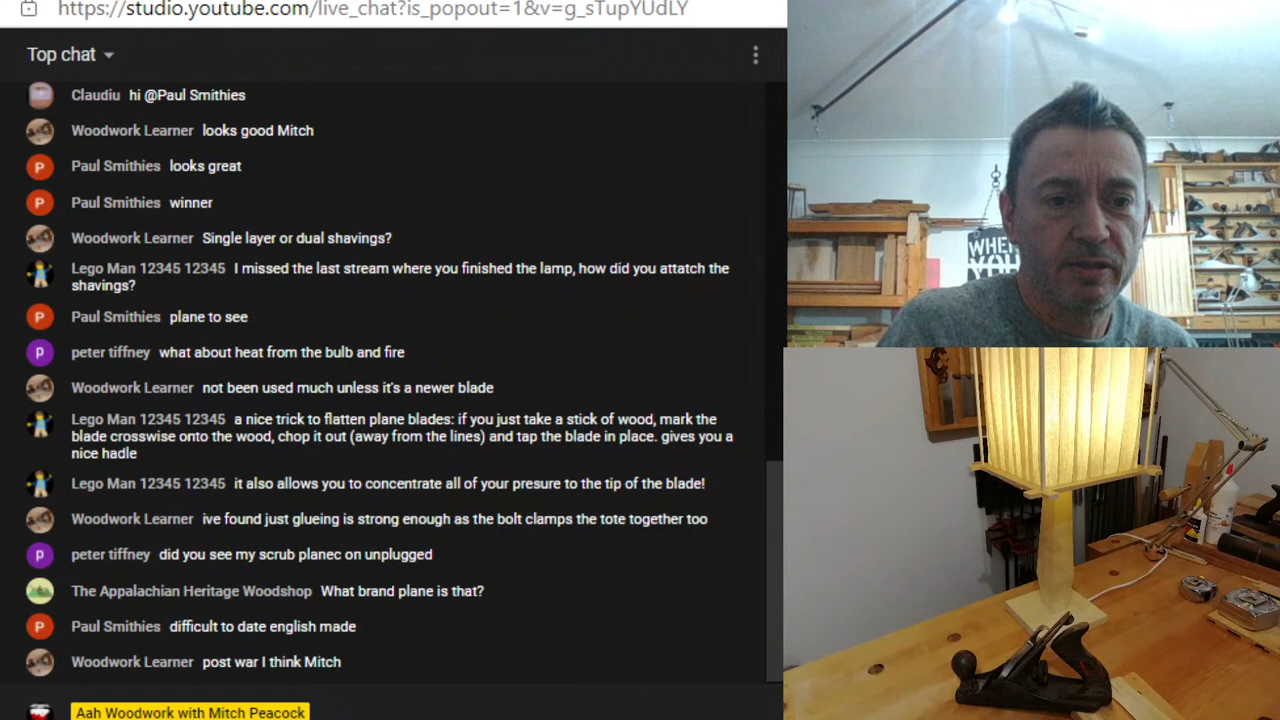 https://studio.youtube.com/live_chat?is_popout=1&v=g_sTupYUdLY
Top chat
Claudiu hi @Paul Smithies
Woodwork Learner looks good Mitch
P Paul Smithies looks great
P Paul Smithies winner
Woodwork Learner Single layer or dual shavings?
Lego Man 12345 12345 I missed the last stream where you finished the lamp, how did you attatch the
shavings?
P Paul Smithies plane to see
p peter tiffney what about heat from the bulb and fire
Woodwork Learner not been used much unless it's a newer blade
Lego Man 12345 12345 a nice trick to flatten plane blades: if you just take a stick of wood, mark the
blade crosswise onto the wood, chop it out (away from the lines) and tap the blade in place. gives you a
nice hadle
Lego Man 12345 12345 it also allows you to concentrate all of your presure to the tip of the blade!
Woodwork Learner ive found just glueing is strong enough as the bolt clamps the tote together too
p peter tiffney did you see my scrub planec on unplugged
The Appalachian Heritage Woodshop What brand plane is that?
P Paul Smithies difficult to date english made
Woodwork Learner post war I think Mitch
Aah Woodwork with Mitch Peacock
WHEN
YOU